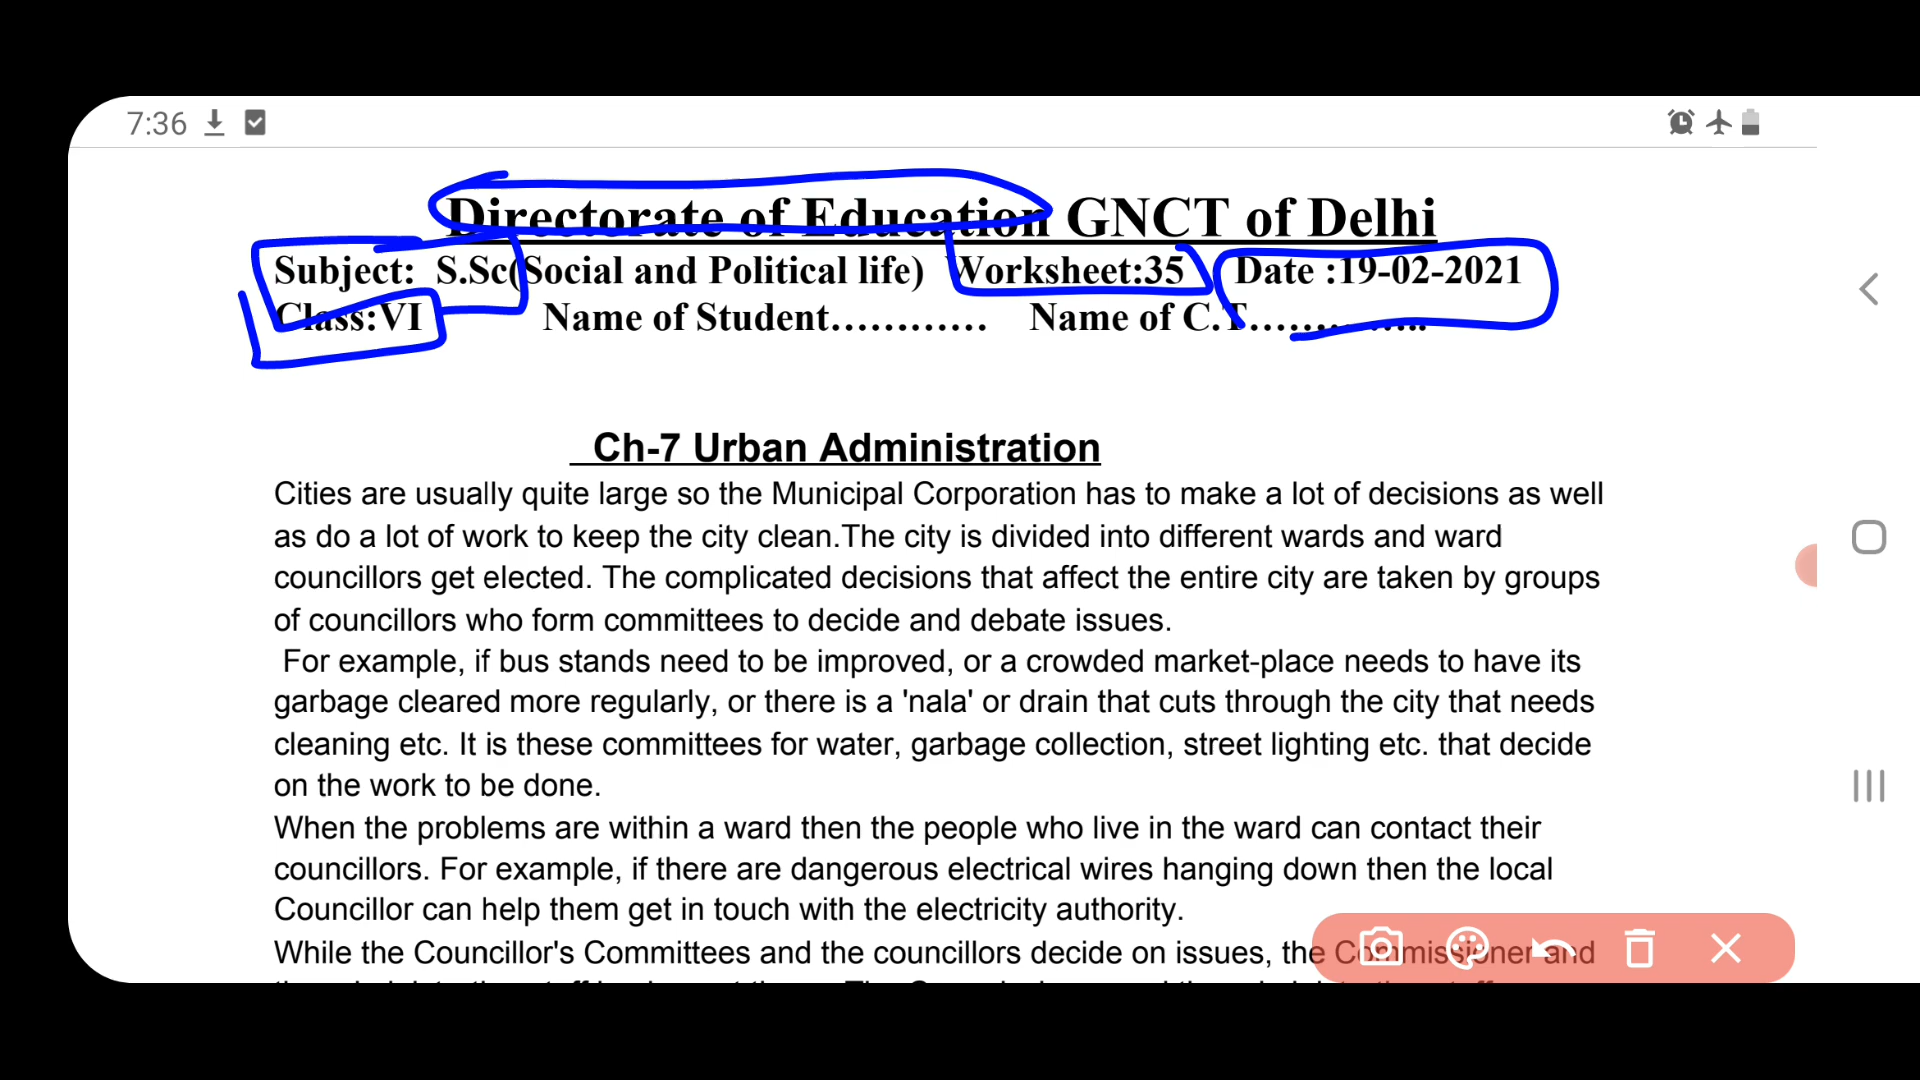 7:36
Directorate of Education GNCT of Delhi
Subject: S.Sc(Social and Political life) Worksheet:35 Date :19-02-2021
Class:VI Name of Student............ Name of C.T..............
Ch-7 Urban Administration
Cities are usually quite large so the Municipal Corporation has to make a lot of decisions as well
as do a lot of work to keep the city clean.The city is divided into different wards and ward
councillors get elected. The complicated decisions that affect the entire city are taken by groups
of councillors who form committees to decide and debate issues.
For example, if bus stands need to be improved, or a crowded market-place needs to have its
garbage cleared more regularly, or there is a 'nala' or drain that cuts through the city that needs
cleaning etc. It is these committees for water, garbage collection, street lighting etc. that decide
on the work to be done.
When the problems are within a ward then the people who live in the ward can contact their
councillors. For example, if there are dangerous electrical wires hanging down then the local
Councillor can help them get in touch with the electricity authority.
While the Councillor's Committees and the councillors decide on issues, the Commissioner and